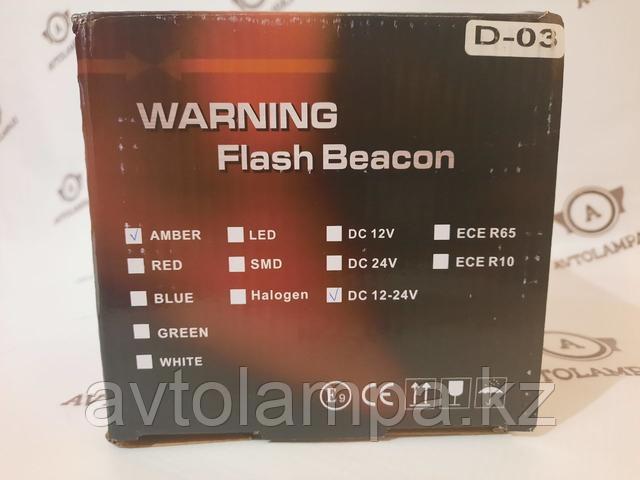 D-03
WARNING
Flash Beacon
AMBER LED DC 12V ECE R65
RED SMD DC 24V ECE R10
BLUE Halogen DC 12-24V
GREEN
WHITE
E9 CE
avtolampa.kz
AVTOLAMPA
A
AVTOLAMPA